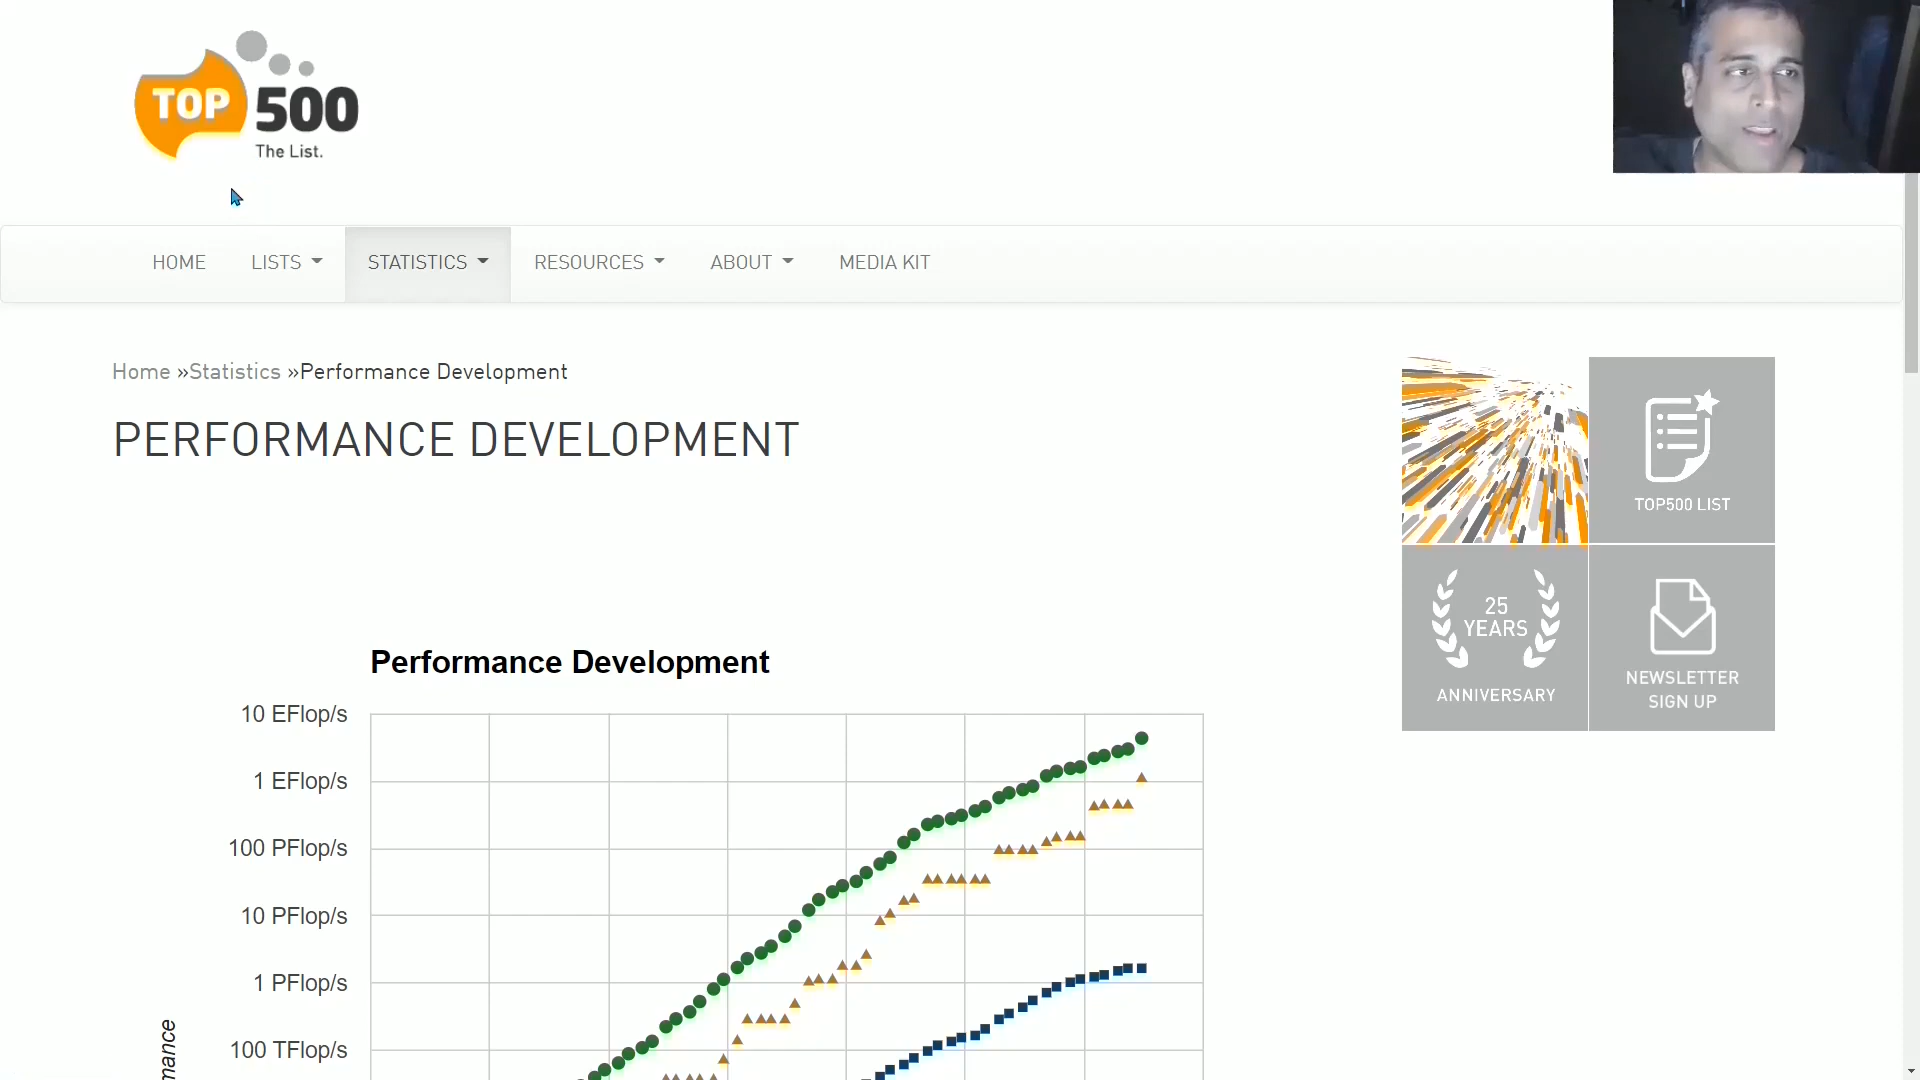 TOP 500
The List.
HOME
LISTS
STATISTICS
RESOURCES
ABOUT
MEDIA KIT
Home »Statistics »Performance Development
PERFORMANCE DEVELOPMENT
TOP500 LIST
25
YEARS
ANNIVERSARY
NEWSLETTER
SIGN UP
Performance Development
10 EFlop/s
1 EFlop/s
100 PFlop/s
10 PFlop/s
1 PFlop/s
100 TFlop/s
mance